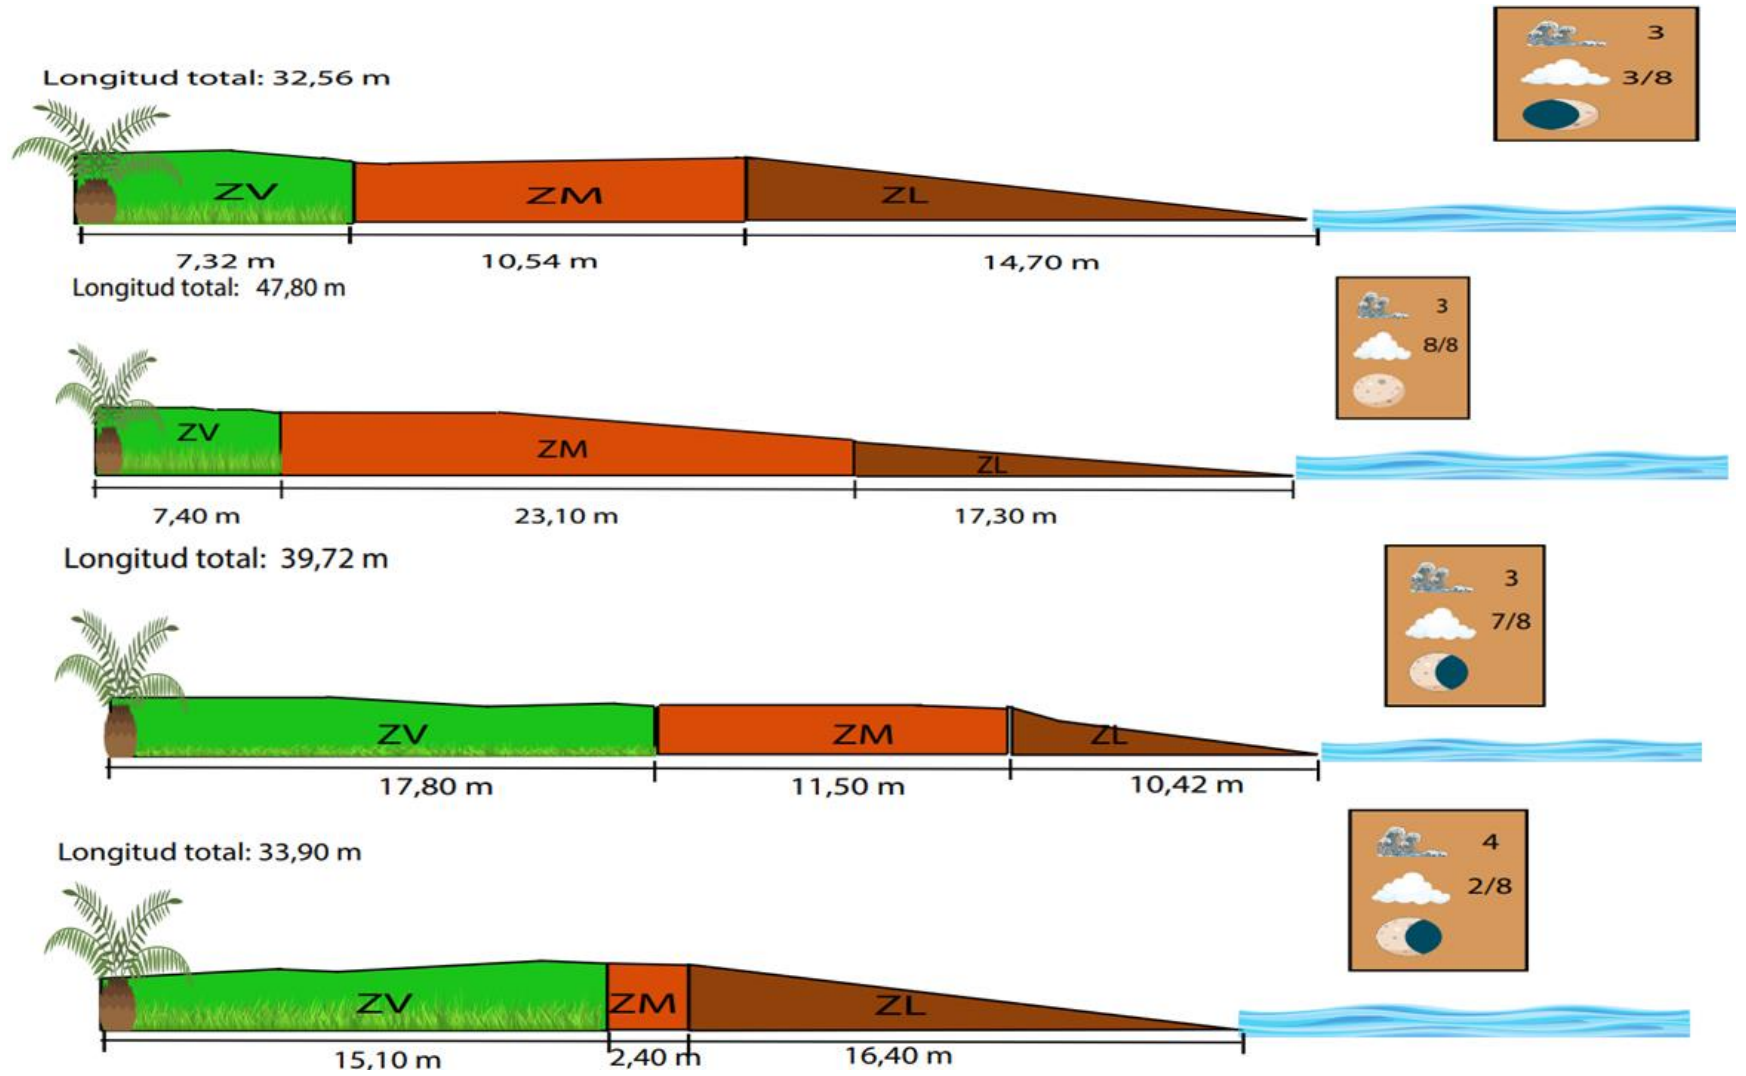 3
Longitud total: 32,56 m
3/8
ZV ZM ZL
7,32 m 10,54 m 14,70 m
Longitud total: 47,80 m
3
8/8
ZV ZM ZL
7,40 m 23,10 m 17,30 m
Longitud total: 39,72 m
3
7/8
ZV ZM ZL
17,80 m 11,50 m 10,42 m
Longitud total: 33,90 m
4
2/8
ZV ZM ZL
15,10 m 2,40 m 16,40 m